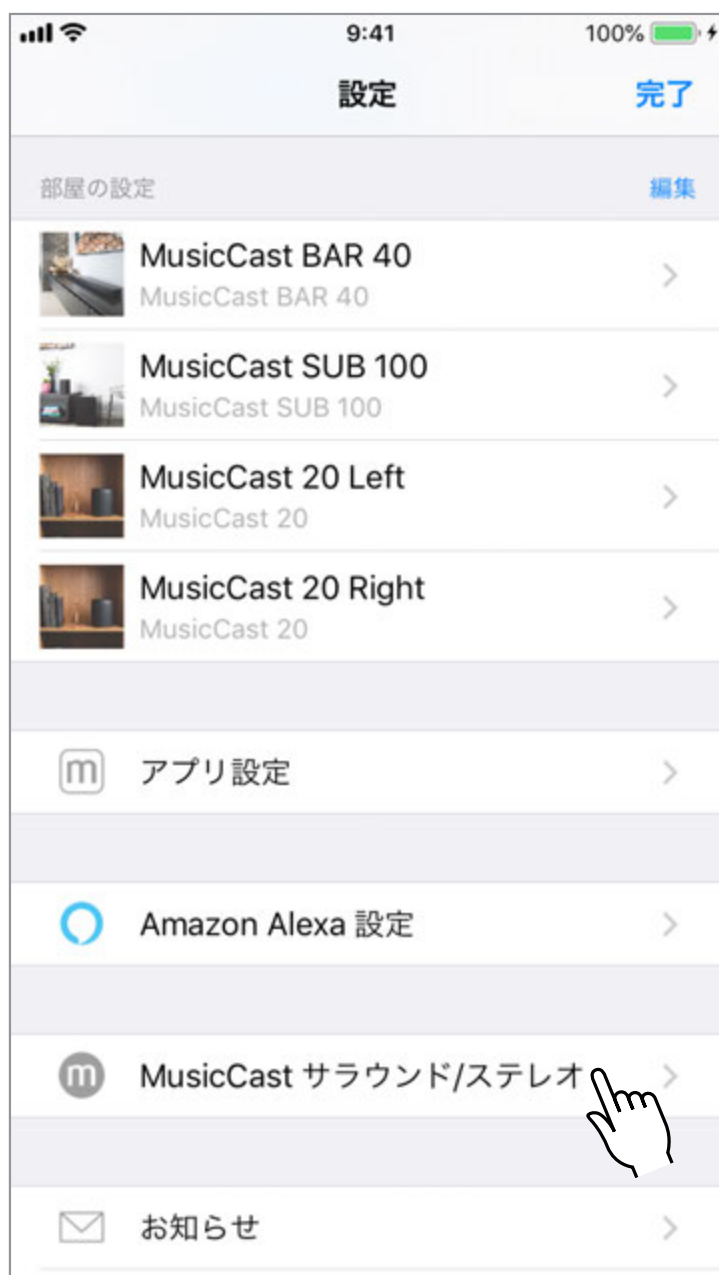 9:41
100%
設定
完了
部屋の設定
編集
MusicCast BAR 40
MusicCast BAR 40
MusicCast SUB 100
MusicCast SUB 100
MusicCast 20 Left
MusicCast 20
MusicCast 20 Right
MusicCast 20
m アプリ設定
Amazon Alexa 設定
m MusicCast サラウンド/ステレオ
お知らせ